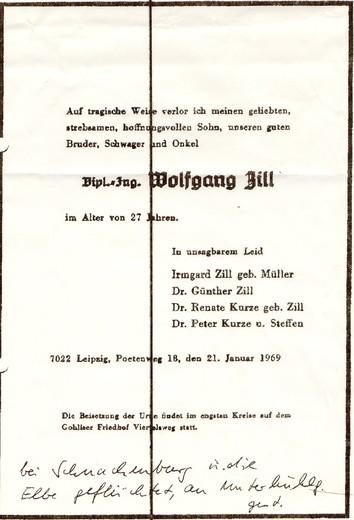 Auf tragische Weise verlor ich meinen geliebten,
strebsamen, hoffnungsvollen Sohn, unseren guten
Bruder, Schwager und Onkel
Dipl.-Ing. Wolfgang Zill
im Alter von 27 Jahren.
In unsagbarem Leid
Irmgard Zill geb. Müller
Dr. Günther Zill
Dr. Renate Kurze geb. Zill
Dr. Peter Kurze u. Steffen
7022 Leipzig, Poetenweg 18, den 21. Januar 1969
Die Beisetzung der Urne findet im engsten Kreise auf dem
Gohliser Friedhof Viertelsweg statt.
bei Schnackenburg ü. die
Elbe geflüchtet, an Unterkühlg.